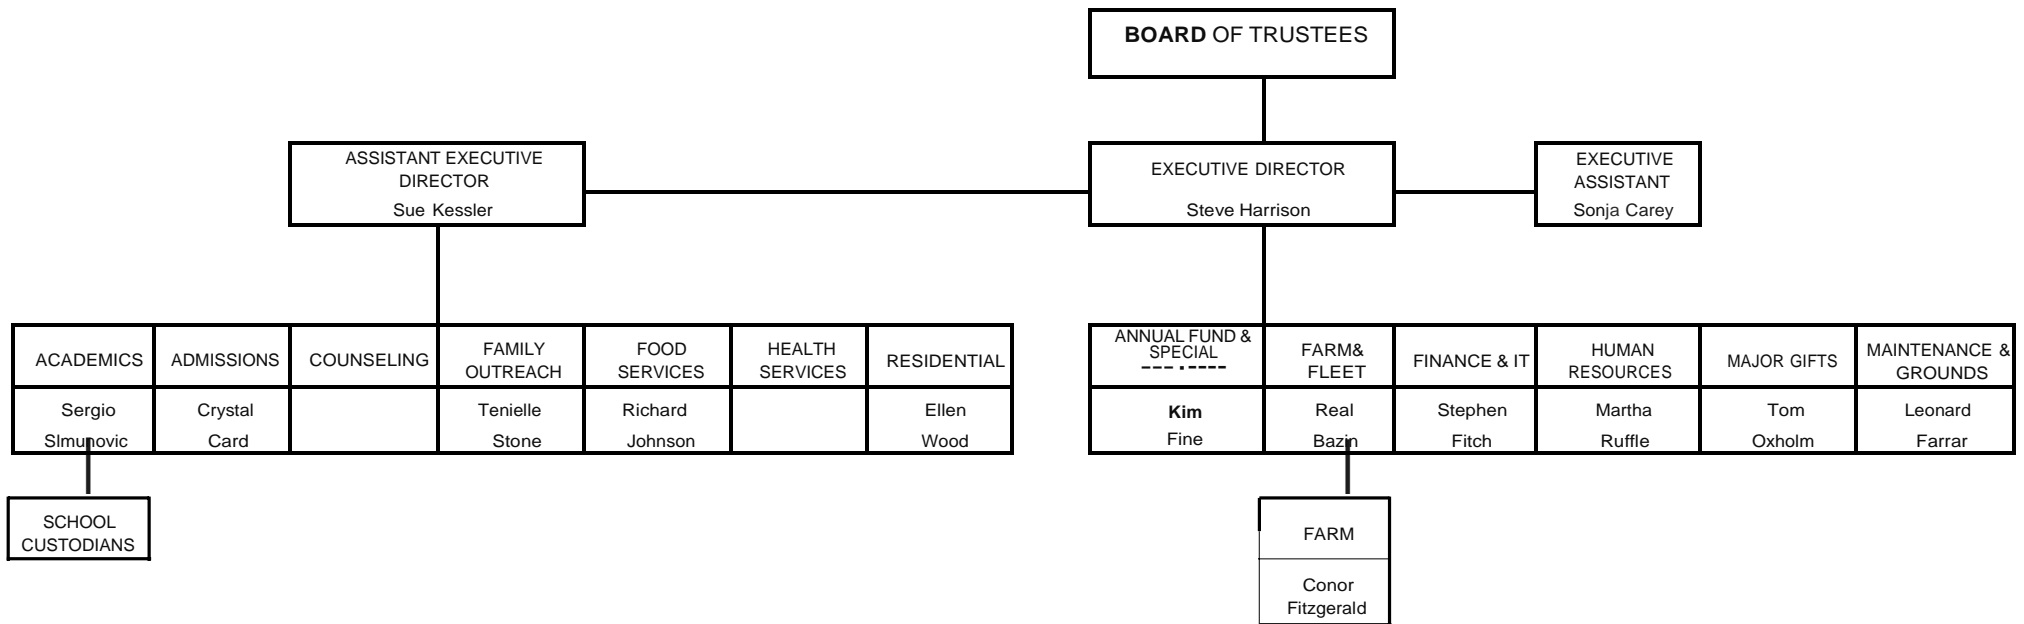 BOARD OF TRUSTEES
ASSISTANT EXECUTIVE
DIRECTOR
Sue Kessler
EXECUTIVE DIRECTOR
Steve Harrison
EXECUTIVE
ASSISTANT
Sonja Carey
ACADEMICS
ADMISSIONS
COUNSELING
FAMILY
OUTREACH
FOOD
SERVICES
HEALTH
SERVICES
RESIDENTIAL
Sergio
Slmunovic
Crystal
Card
Tenielle
Stone
Richard
Johnson
Ellen
Wood
ANNUAL FUND &
SPECIAL
FARM&
FLEET
FINANCE & IT
HUMAN
RESOURCES
MAJOR GIFTS
MAINTENANCE &
GROUNDS
Kim
Fine
Real
Bazin
Stephen
Fitch
Martha
Ruffle
Tom
Oxholm
Leonard
Farrar
SCHOOL
CUSTODIANS
FARM
Conor
Fitzgerald